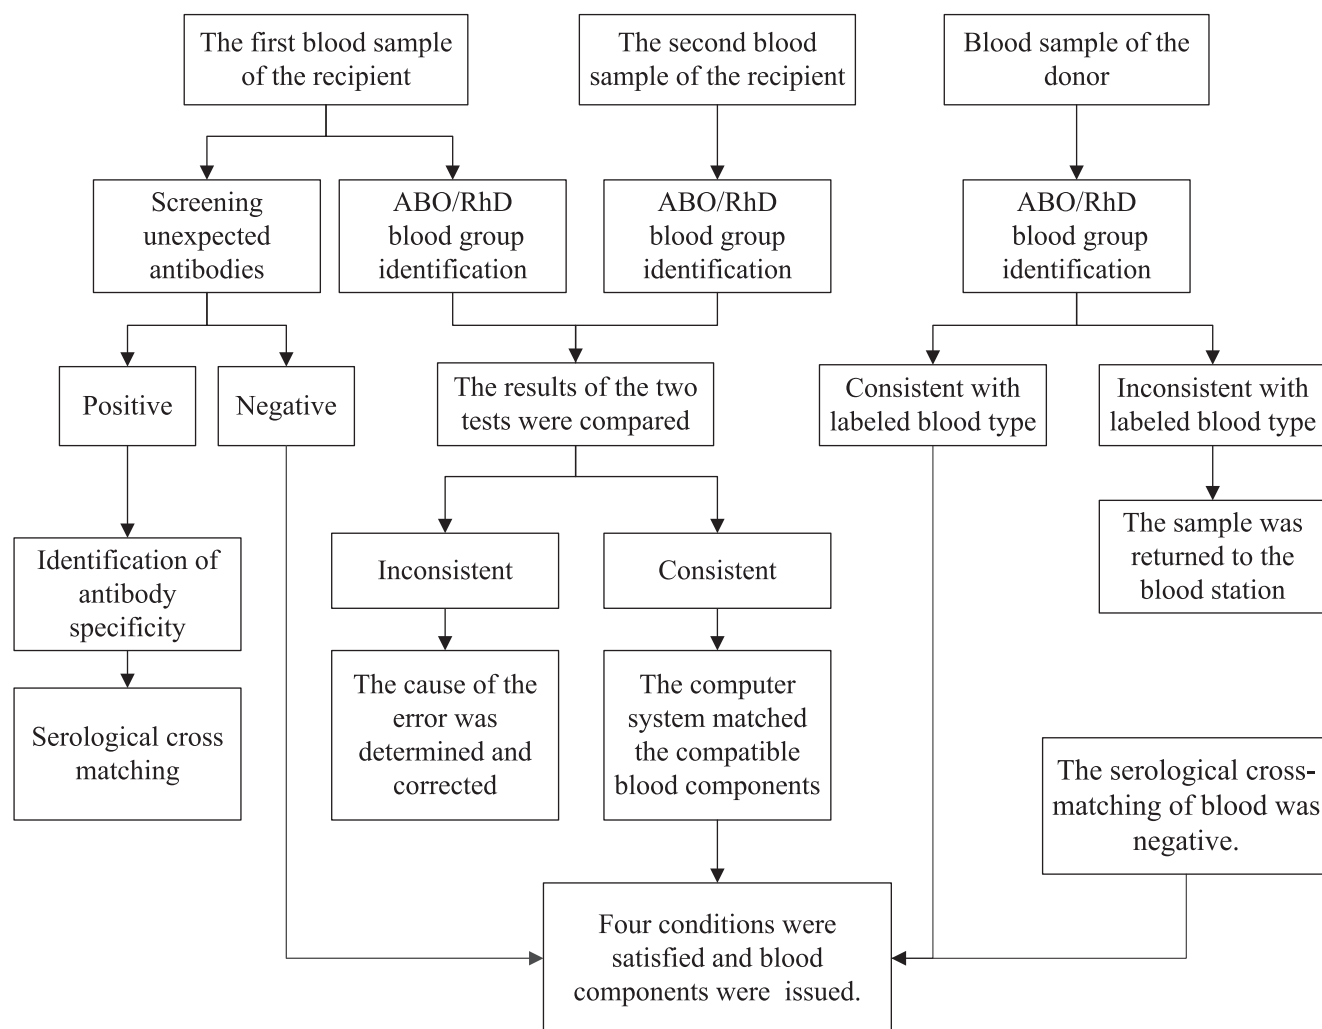 The first blood sample
of the recipient
The second blood
sample of the recipient
Blood sample of the
donor
Screening
unexpected
antibodies
ABO/RhD
blood group
identification
ABO/RhD
blood group
identification
ABO/RhD
blood group
identification
Positive
Negative
The results of the two
tests were compared
Consistent with
labeled blood type
Inconsistent with
labeled blood type
Identification of
antibody
specificity
Inconsistent
Consistent
The sample was
returned to the
blood station
Serological cross
matching
The cause of the
error was
determined and
corrected
The computer
system matched
the compatible
blood components
The serological cross-
matching of blood was
negative.
Four conditions were
satisfied and blood
components were issued.